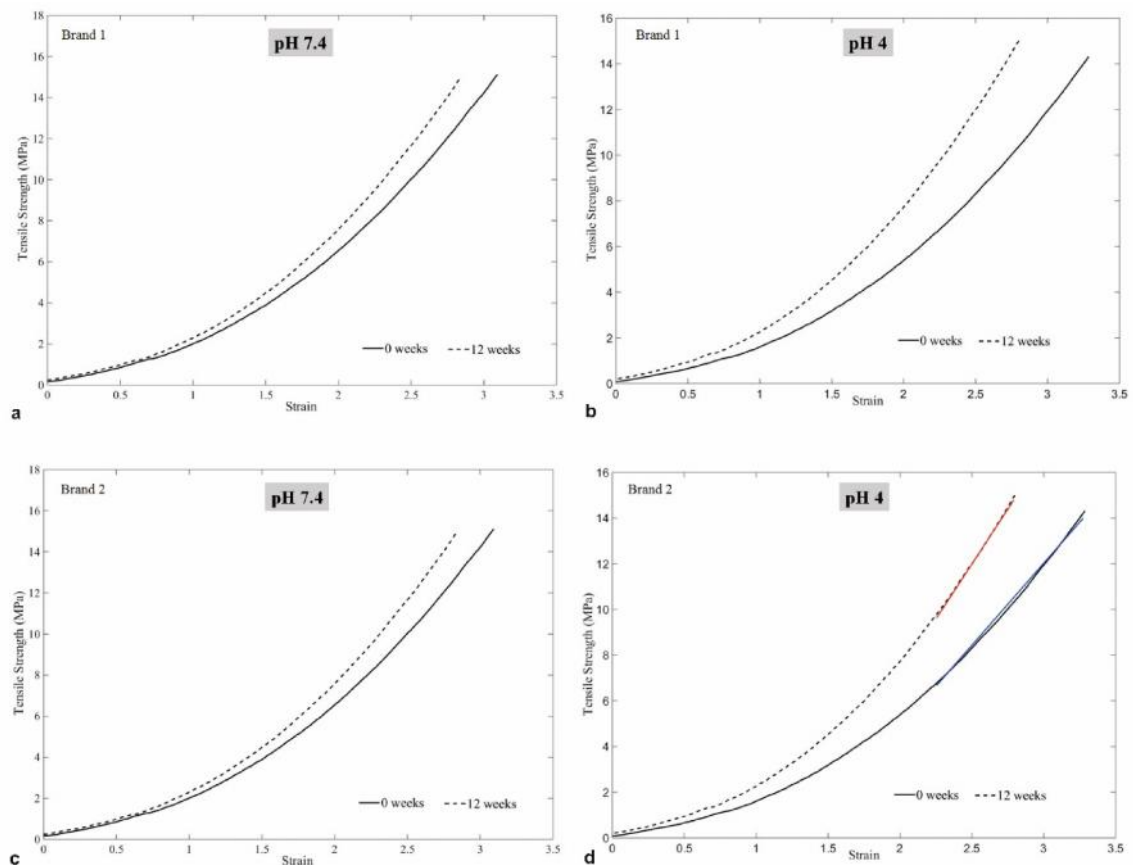 Brand 1
pH 7.4
Tensile Strength (MPa)
18
16
14
12
10
8
6
4
2
0
0 weeks 12 weeks
0 0.5 1 1.5 2 2.5 3 3.5
Strain
a
Brand 1
pH 4
Tensile Strength (MPa)
16
14
12
10
8
6
4
2
0
0 weeks 12 weeks
0 0.5 1 1.5 2 2.5 3 3.5
Strain
b
Brand 2
pH 7.4
Tensile Strength (MPa)
18
16
14
12
10
8
6
4
2
0
0 weeks 12 weeks
0 0.5 1 1.5 2 2.5 3 3.5
Strain
c
Brand 2
pH 4
Tensile Strength (MPa)
16
14
12
10
8
6
4
2
0
0 weeks 12 weeks
0 0.5 1 1.5 2 2.5 3 3.5
Strain
d